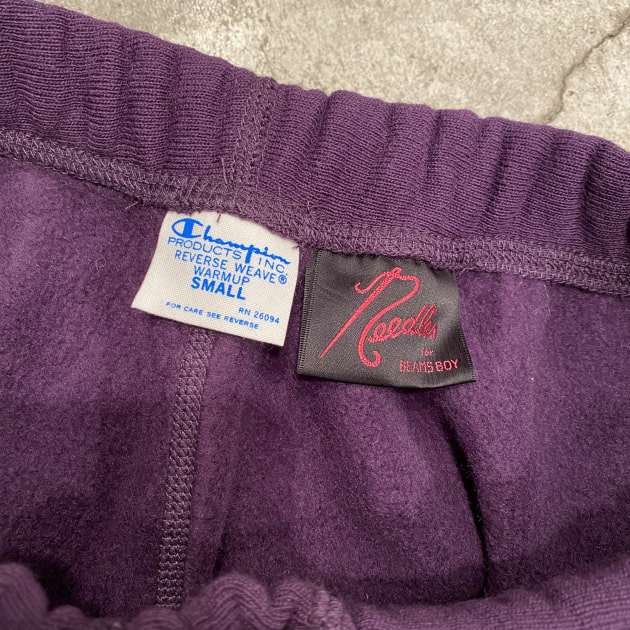 Champion
PRODUCTS INC.
REVERSE WEAVE®
WARMUP
SMALL
RN 26094
FOR CARE SEE REVERSE
Needles
for
BEAMS BOY